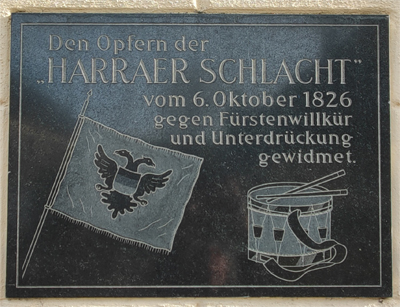 Den Opfern der
„HARRAER SCHLACHT"
vom 6. Oktober 1826
gegen Fürstenwillkür
und Unterdrückung
gewidmet.